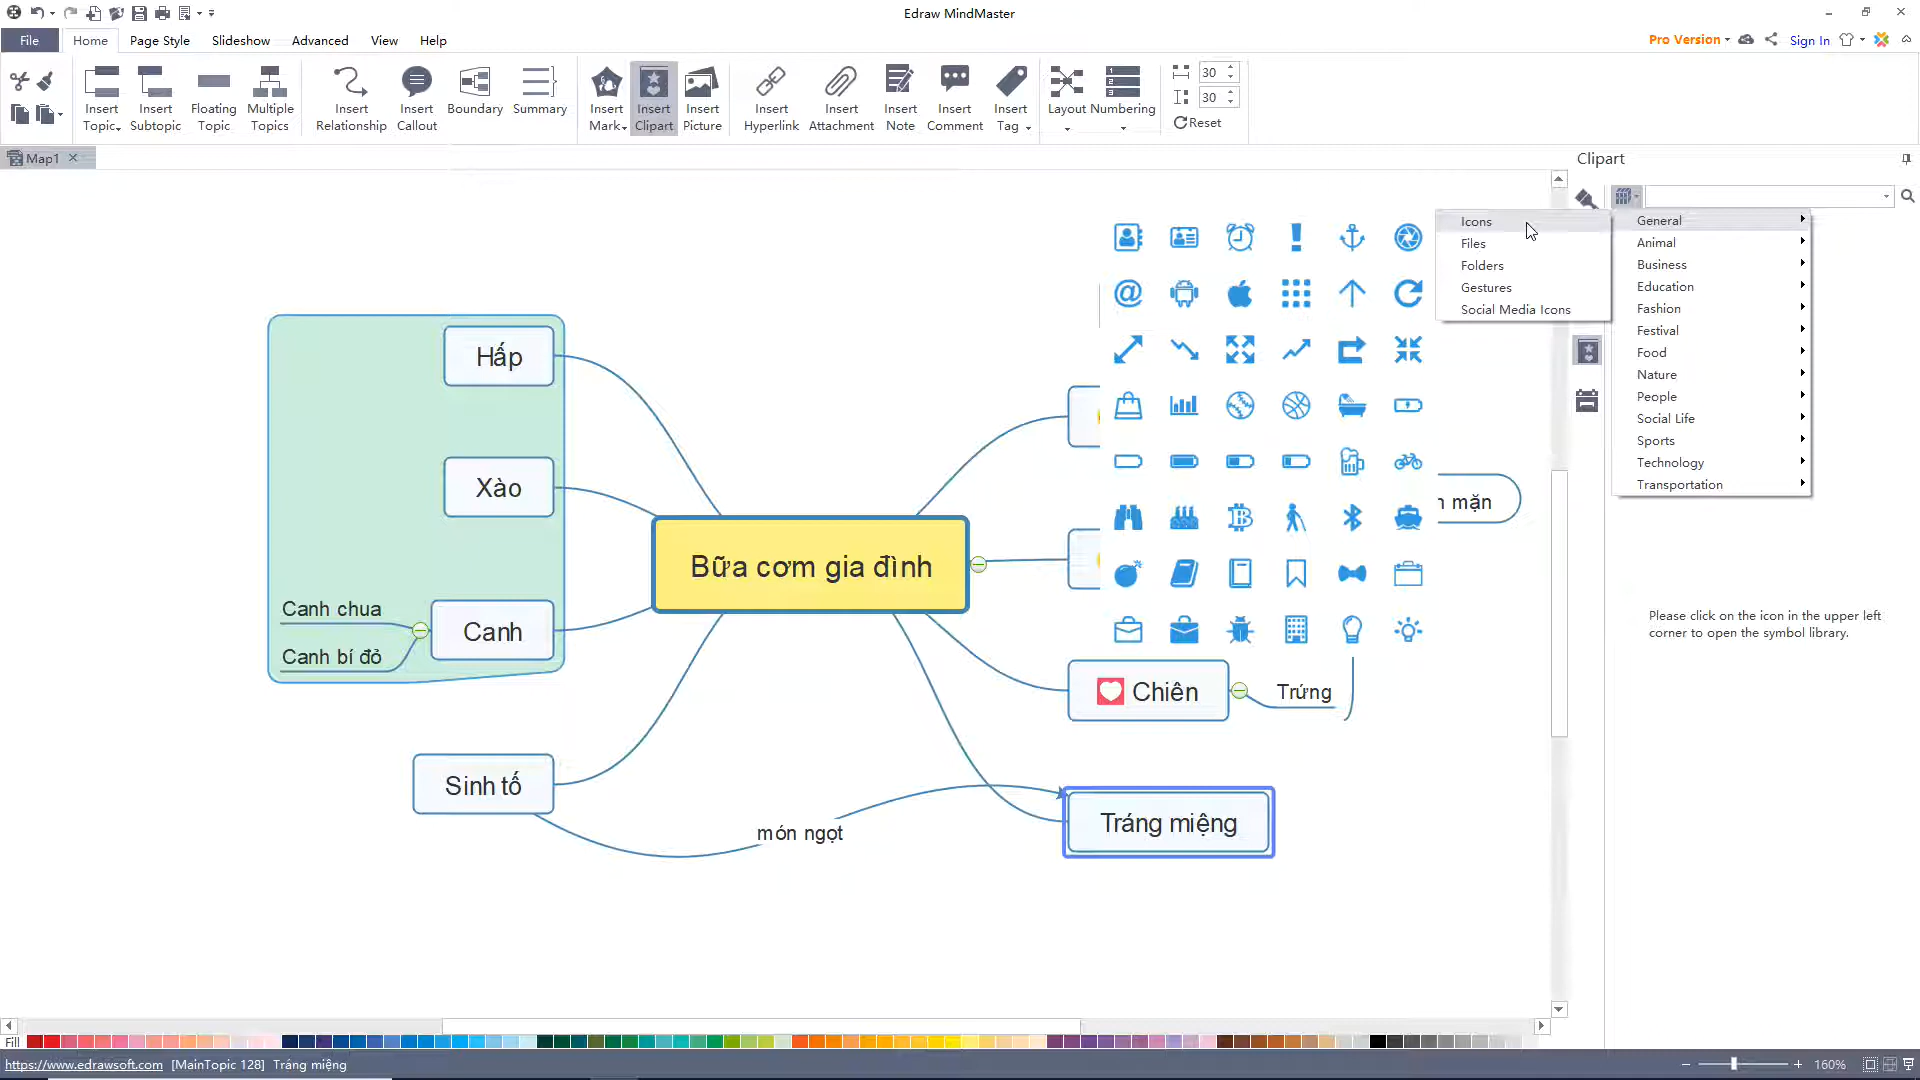 Edraw MindMaster
File
Home
Page Style
Slideshow
Advanced
View
Help
Pro Version
Sign In
Insert Topic
Insert Subtopic
Floating Topic
Multiple Topics
Insert Relationship
Insert Callout
Boundary
Summary
Insert Mark
Insert Clipart
Insert Picture
Insert Hyperlink
Insert Attachment
Insert Note
Insert Comment
Insert Tag
Layout
Numbering
30
30
Reset
Map1
Clipart
Icons
Files
Folders
Gestures
Social Media Icons
General
Animal
Business
Education
Fashion
Festival
Food
Nature
People
Social Life
Sports
Technology
Transportation
Hấp
Xào
Canh chua
Canh bí đỏ
Canh
Bữa cơm gia đình
mặn
Chiên
Trứng
Sinh tố
món ngọt
Tráng miệng
Please click on the icon in the upper left
corner to open the symbol library.
Fill
https://www.edrawsoft.com
[MainTopic 128]
Tráng miệng
160%